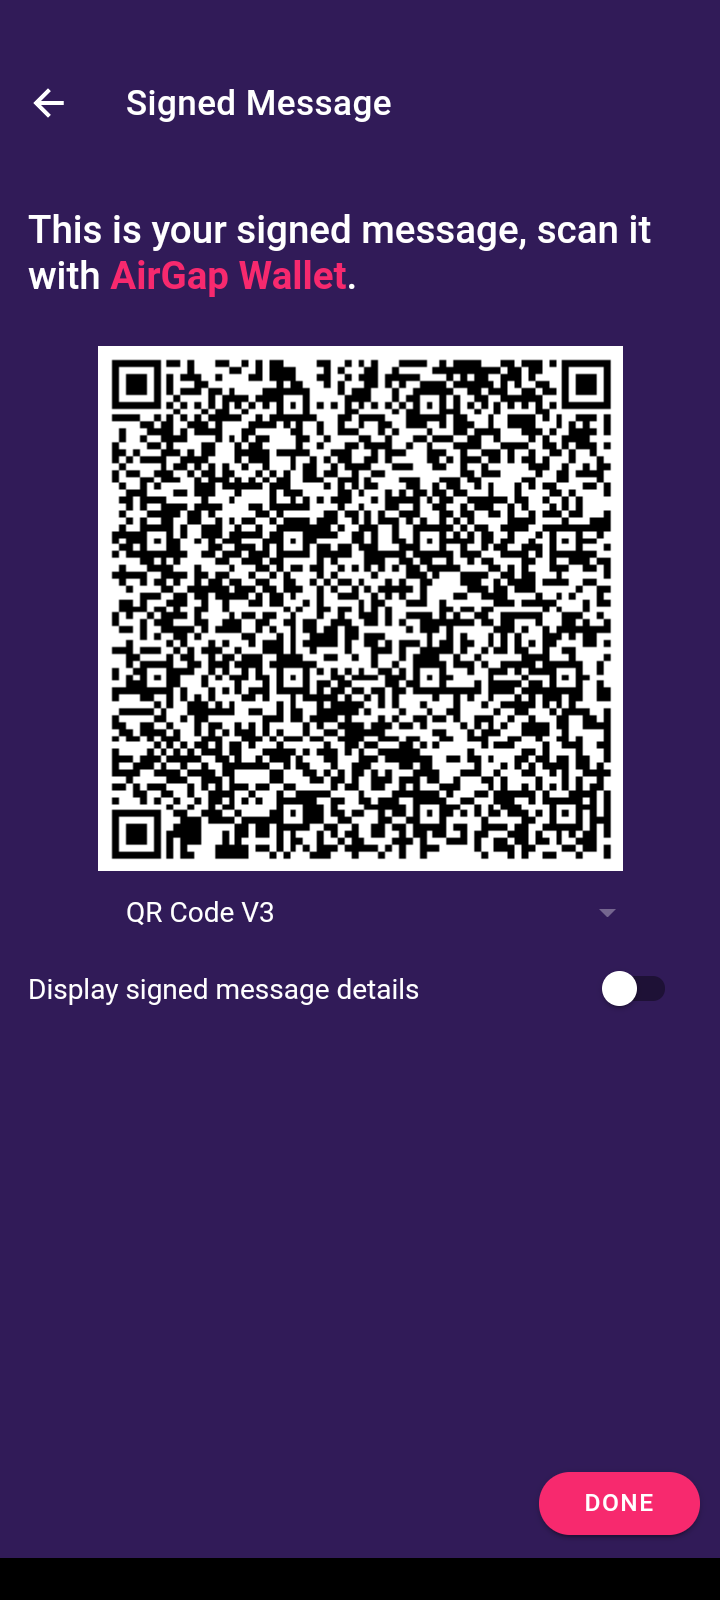 Signed Message
This is your signed message, scan it
with AirGap Wallet.
QR Code V3
Display signed message details
DONE